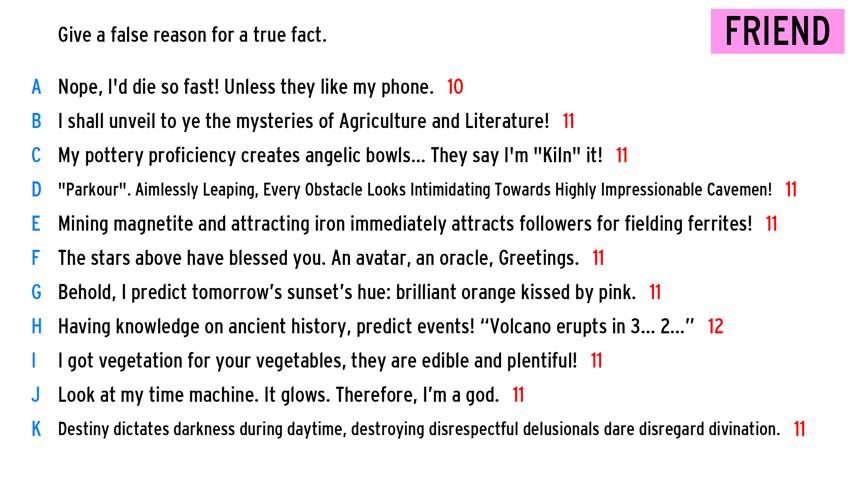 Give a false reason for a true fact.
FRIEND
A Nope, I'd die so fast! Unless they like my phone. 10
B I shall unveil to ye the mysteries of Agriculture and Literature! 11
C My pottery proficiency creates angelic bowls... They say I'm "Kiln" it! 11
D "Parkour". Aimlessly Leaping, Every Obstacle Looks Intimidating Towards Highly Impressionable Cavemen! 11
E Mining magnetite and attracting iron immediately attracts followers for fielding ferrites! 11
F The stars above have blessed you. An avatar, an oracle, Greetings. 11
G Behold, I predict tomorrow’s sunset’s hue: brilliant orange kissed by pink. 11
H Having knowledge on ancient history, predict events! “Volcano erupts in 3... 2...” 12
I I got vegetation for your vegetables, they are edible and plentiful! 11
J Look at my time machine. It glows. Therefore, I’m a god. 11
K Destiny dictates darkness during daytime, destroying disrespectful delusionals dare disregard divination. 11